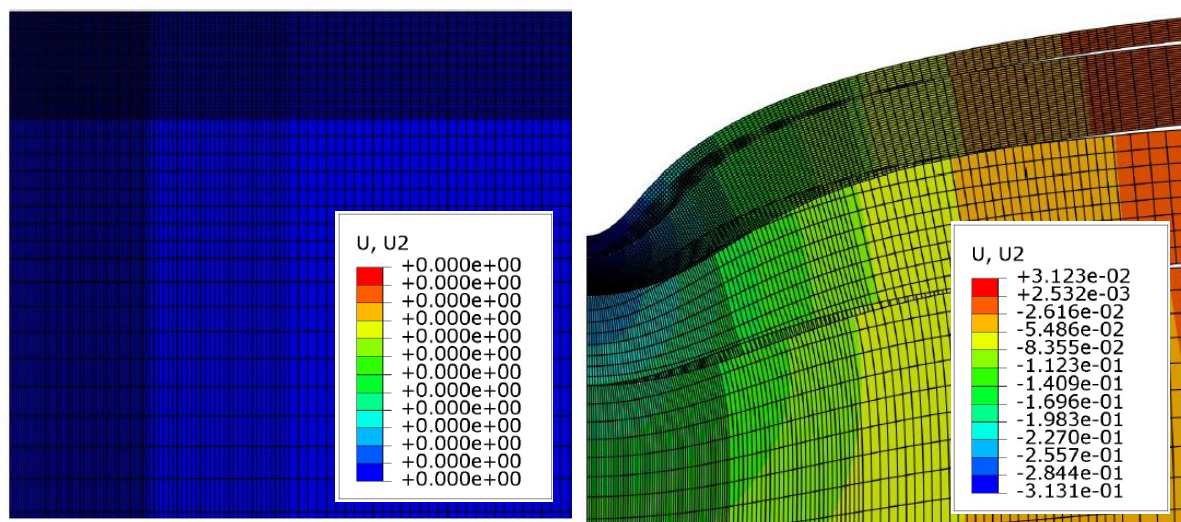 U, U2
+0.000e+00
+0.000e+00
+0.000e+00
+0.000e+00
+0.000e+00
+0.000e+00
+0.000e+00
+0.000e+00
+0.000e+00
+0.000e+00
+0.000e+00
+0.000e+00
+0.000e+00
U, U2
+3.123e-02
+2.532e-03
-2.616e-02
-5.486e-02
-8.355e-02
-1.123e-01
-1.409e-01
-1.696e-01
-1.983e-01
-2.270e-01
-2.557e-01
-2.844e-01
-3.131e-01